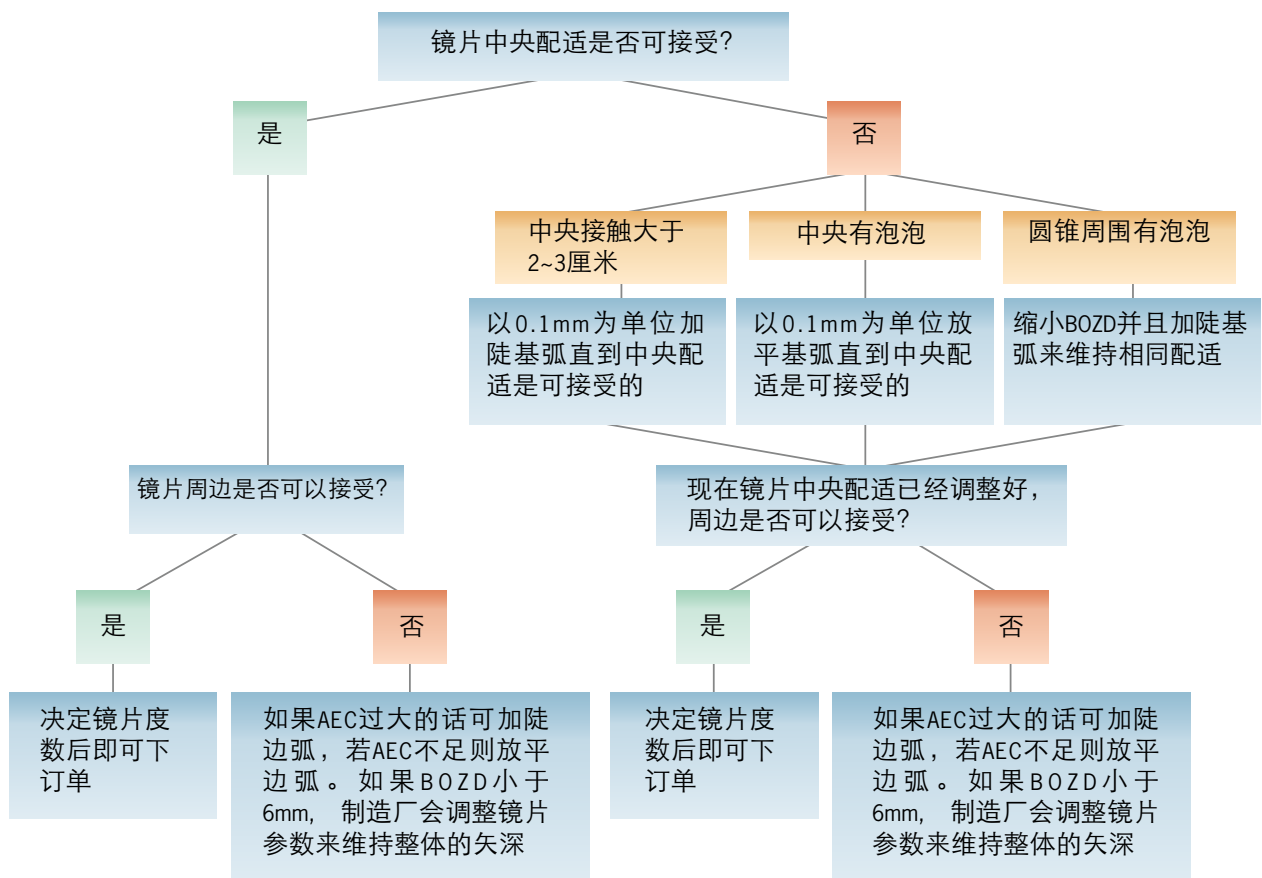 镜片中央配适是否可接受?
是
否
中央接触大于
2~3厘米
中央有泡泡
圆锥周围有泡泡
以0.1mm为单位加
陡基弧直到中央配
适是可接受的
以0.1mm为单位放
平基弧直到中央配
适是可接受的
缩小BOZD并且加陡基
弧来维持相同配适
镜片周边是否可以接受?
现在镜片中央配适已经调整好，
周边是否可以接受?
是
否
是
否
决定镜片度
数后即可下
订单
如果AEC过大的话可加陡
边弧，若AEC不足则放平
边弧。如果BOZD小于
6mm, 制造厂会调整镜片
参数来维持整体的矢深
决定镜片度
数后即可下
订单
如果AEC过大的话可加陡
边弧，若AEC不足则放平
边弧。如果BOZD小于
6mm, 制造厂会调整镜片
参数来维持整体的矢深